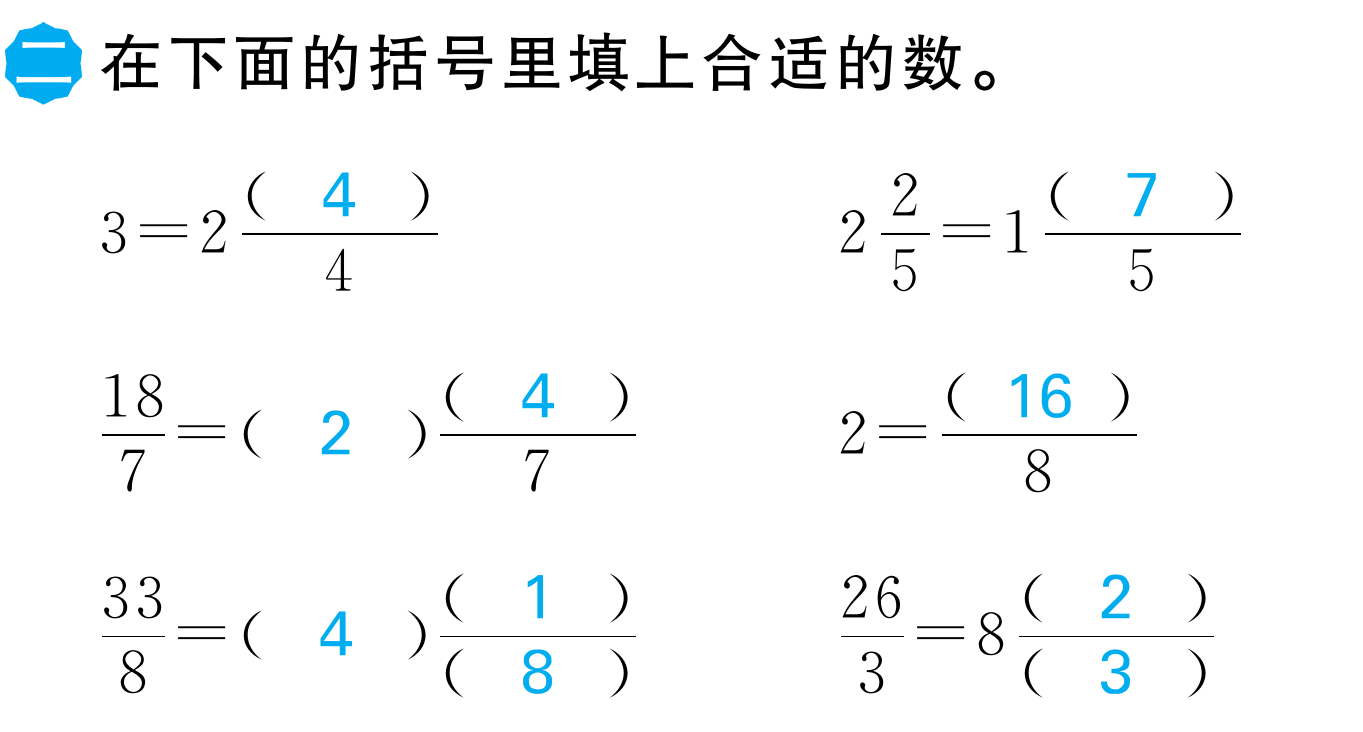 二 在下面的括号里填上合适的数。
3=2( 4 )/4    2 2/5=1( 7 )/5
18/7=( 2 )( 4 )/7    2=( 16 )/8
33/8=( 4 )( 1 )/( 8 )    26/3=8( 2 )/( 3 )